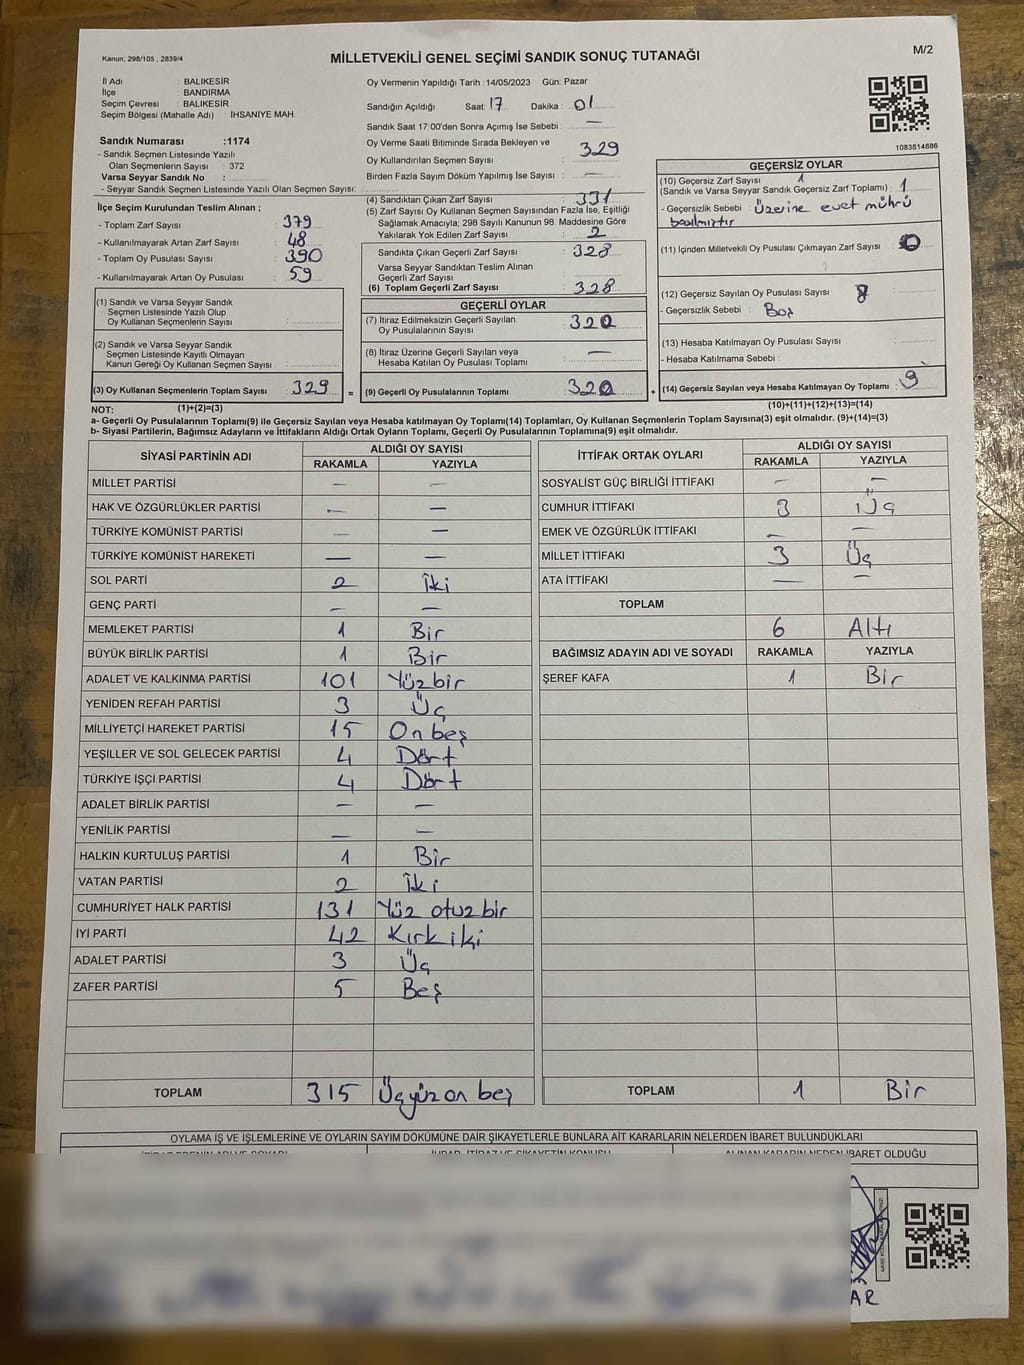 Kanun; 298/105 , 2839/4
MİLLETVEKİLİ GENEL SEÇİMİ SANDIK SONUÇ TUTANAĞI
M/2
İl Adı : BALIKESİR
İlçe : BANDIRMA
Seçim Çevresi : BALIKESİR
Seçim Bölgesi (Mahalle Adı) : İHSANİYE MAH.
Sandık Numarası :1174
- Sandık Seçmen Listesinde Yazılı
Olan Seçmenlerin Sayısı : 372
Varsa Seyyar Sandık No :
- Seyyar Sandık Seçmen Listesinde Yazılı Olan Seçmen Sayısı:
İlçe Seçim Kurulundan Teslim Alınan ;
- Toplam Zarf Sayısı : 379
- Kullanılmayarak Artan Zarf Sayısı : 48
- Toplam Oy Pusulası Sayısı : 390
- Kullanılmayarak Artan Oy Pusulası : 59
Oy Vermenin Yapıldığı Tarih : 14/05/2023 Gün: Pazar
Sandığın Açıldığı Saat: 17 Dakika : 01
Sandık Saat 17:00'den Sonra Açımış İse Sebebi : —
Oy Verme Saati Bitiminde Sırada Bekleyen ve
Oy Kullandırılan Seçmen Sayısı : 329
Birden Fazla Sayım Döküm Yapılmış İse Sayısı : —
(4) Sandıktan Çıkan Zarf Sayısı : 331
(5) Zarf Sayısı Oy Kullanan Seçmen Sayısından Fazla İse, Eşitliği
Sağlamak Amacıyla; 298 Sayılı Kanunun 98. Maddesine Göre
Yakılarak Yok Edilen Zarf Sayısı : 2
Sandıkta Çıkan Geçerli Zarf Sayısı : 328
Varsa Seyyar Sandıktan Teslim Alınan
Geçerli Zarf Sayısı :
(6) Toplam Geçerli Zarf Sayısı : 328
1083814886
GEÇERSİZ OYLAR
(10) Geçersiz Zarf Sayısı 1
(Sandık ve Varsa Seyyar Sandık Geçersiz Zarf Toplamı) : 1
- Geçersizlik Sebebi : Üzerine evet mührü
basılmıştır
(11) İçinden Milletvekili Oy Pusulası Çıkmayan Zarf Sayısı : 0
(12) Geçersiz Sayılan Oy Pusulası Sayısı : 8
- Geçersizlik Sebebi : Boş
(13) Hesaba Katılmayan Oy Pusulası Sayısı :
- Hesaba Katılmama Sebebi :
(14) Geçersiz Sayılan veya Hesaba Katılmayan Oy Toplamı : 9
(10)+(11)+(12)+(13)=(14)
(1) Sandık ve Varsa Seyyar Sandık
Seçmen Listesinde Yazılı Olup
Oy Kullanan Seçmenlerin Sayısı :
(2) Sandık ve Varsa Seyyar Sandık
Seçmen Listesinde Kayıtlı Olmayan
Kanun Gereği Oy Kullanan Seçmen Sayısı :
(3) Oy Kullanan Seçmenlerin Toplam Sayısı : 329 =
GEÇERLİ OYLAR
(7) İtiraz Edilmeksizin Geçerli Sayılan
Oy Pusulalarının Sayısı : 320
(8) İtiraz Üzerine Geçerli Sayılan veya
Hesaba Katılan Oy Pusulası Toplamı : —
(9) Geçerli Oy Pusulalarının Toplamı : 320 +
NOT: (1)+(2)=(3)
a- Geçerli Oy Pusulalarının Toplamı(9) ile Geçersiz Sayılan veya Hesaba katılmayan Oy Toplamı(14) Toplamları, Oy Kullanan Seçmenlerin Toplam Sayısına(3) eşit olmalıdır. (9)+(14)=(3)
b- Siyasi Partilerin, Bağımsız Adayların ve İttifakların Aldığı Ortak Oyların Toplamı, Geçerli Oy Pusulalarının Toplamına(9) eşit olmalıdır.
SİYASİ PARTİNİN ADI ALDIĞI OY SAYISI
RAKAMLA YAZIYLA
MİLLET PARTİSİ — —
HAK VE ÖZGÜRLÜKLER PARTİSİ — —
TÜRKİYE KOMÜNİST PARTİSİ — —
TÜRKİYE KOMÜNİST HAREKETİ — —
SOL PARTİ 2 İki
GENÇ PARTİ — —
MEMLEKET PARTİSİ 1 Bir
BÜYÜK BİRLİK PARTİSİ 1 Bir
ADALET VE KALKINMA PARTİSİ 101 Yüzbir
YENİDEN REFAH PARTİSİ 3 Üç
MİLLİYETÇİ HAREKET PARTİSİ 15 On beş
YEŞİLLER VE SOL GELECEK PARTİSİ 4 Dört
TÜRKİYE İŞÇİ PARTİSİ 4 Dört
ADALET BİRLİK PARTİSİ — —
YENİLİK PARTİSİ — —
HALKIN KURTULUŞ PARTİSİ 1 Bir
VATAN PARTİSİ 2 İki
CUMHURİYET HALK PARTİSİ 131 Yüz otuz bir
İYİ PARTİ 42 Kırk iki
ADALET PARTİSİ 3 Üç
ZAFER PARTİSİ 5 Beş
TOPLAM 315 Üçyüz on beş
İTTİFAK ORTAK OYLARI ALDIĞI OY SAYISI
RAKAMLA YAZIYLA
SOSYALİST GÜÇ BİRLİĞİ İTTİFAKI — —
CUMHUR İTTİFAKI 3 Üç
EMEK VE ÖZGÜRLÜK İTTİFAKI — —
MİLLET İTTİFAKI 3 Üç
ATA İTTİFAKI — —
TOPLAM
6 Altı
BAĞIMSIZ ADAYIN ADI VE SOYADI RAKAMLA YAZIYLA
ŞEREF KAFA 1 Bir
TOPLAM 1 Bir
OYLAMA İŞ VE İŞLEMLERİNE VE OYLARIN SAYIM DÖKÜMÜNE DAİR ŞİKAYETLERLE BUNLARA AİT KARARLARIN NELERDEN İBARET BULUNDUKLARI
ALINAN KARARIN NEDEN İBARET OLDUĞU